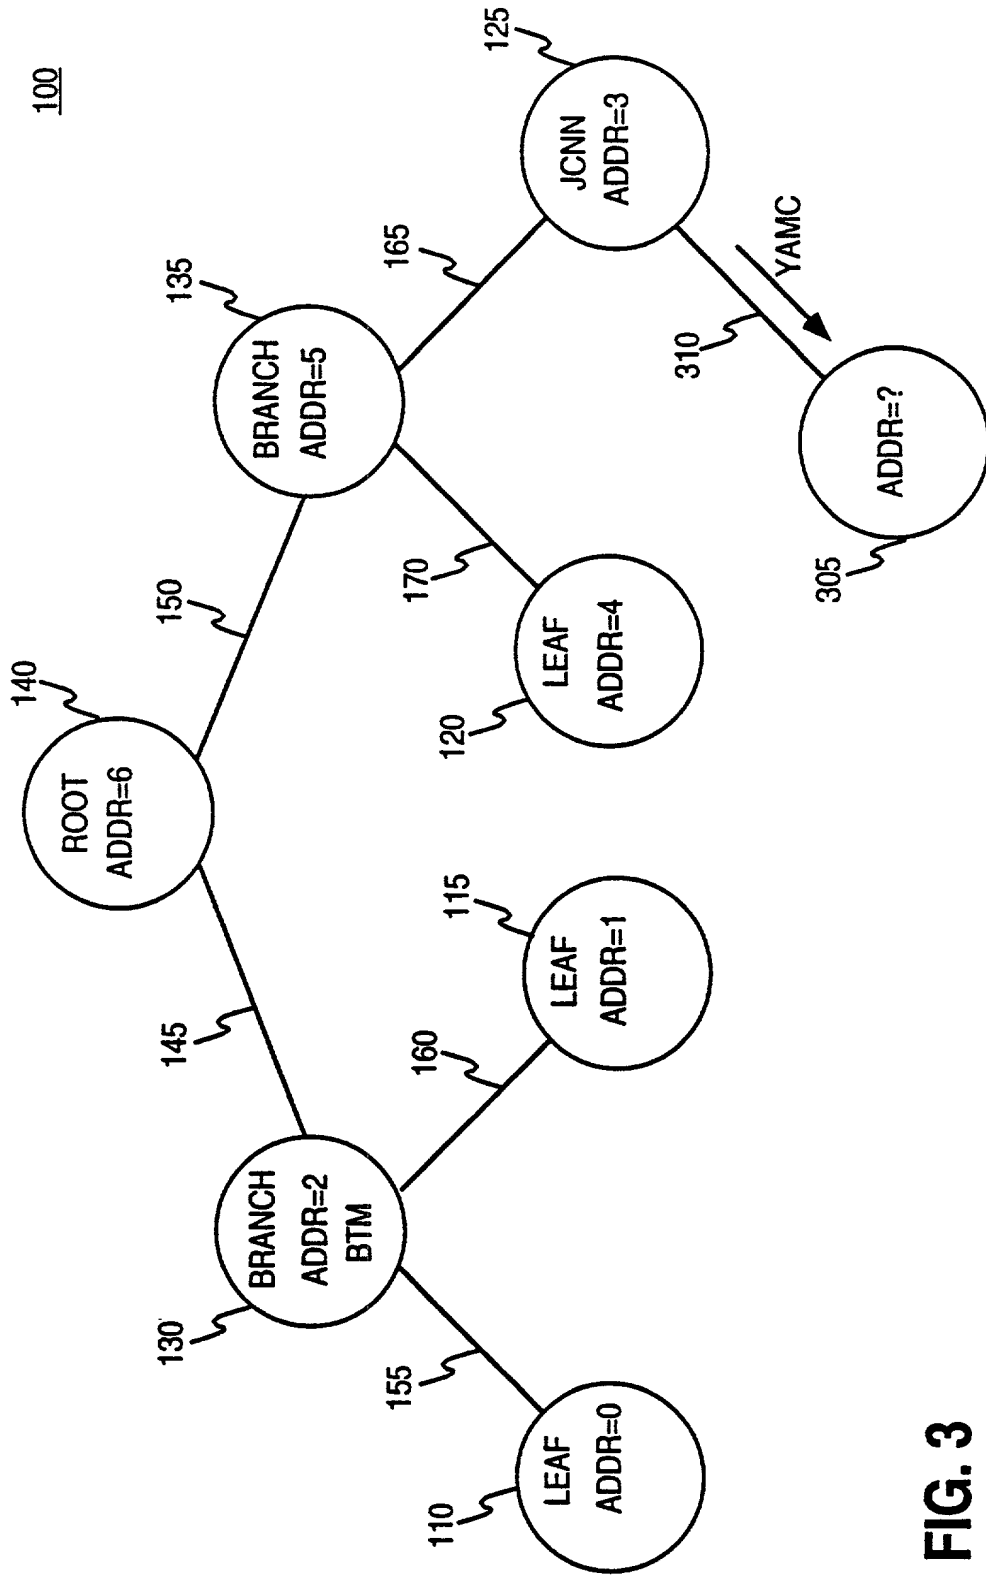 100
140
ROOT
ADDR=6
145
150
130
BRANCH
ADDR=2
BTM
135
BRANCH
ADDR=5
155
160
170
165
110
LEAF
ADDR=0
115
LEAF
ADDR=1
120
LEAF
ADDR=4
125
JCNN
ADDR=3
310
YAMC
305
ADDR=?
FIG. 3